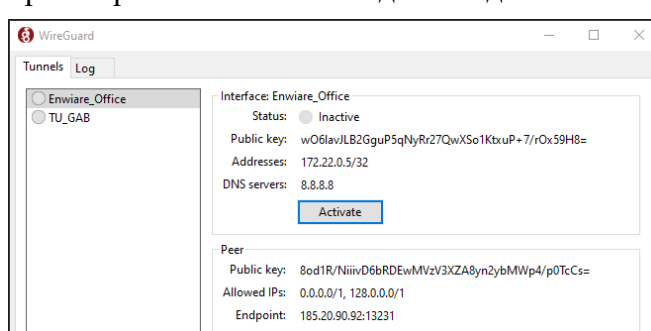 WireGuard
Tunnels Log
Enwiare_Office
TU_GAB
Interface: Enwiare_Office
Status: Inactive
Public key: wO6IavJLB2GguP5qNyRr27QwXSo1KtxuP+7/rOx59H8=
Addresses: 172.22.0.5/32
DNS servers: 8.8.8.8
Activate
Peer
Public key: 8od1R/NiiivD6bRDEwMVzV3XZA8yn2ybMWp4/p0TcCs=
Allowed IPs: 0.0.0.0/1, 128.0.0.0/1
Endpoint: 185.20.90.92:13231